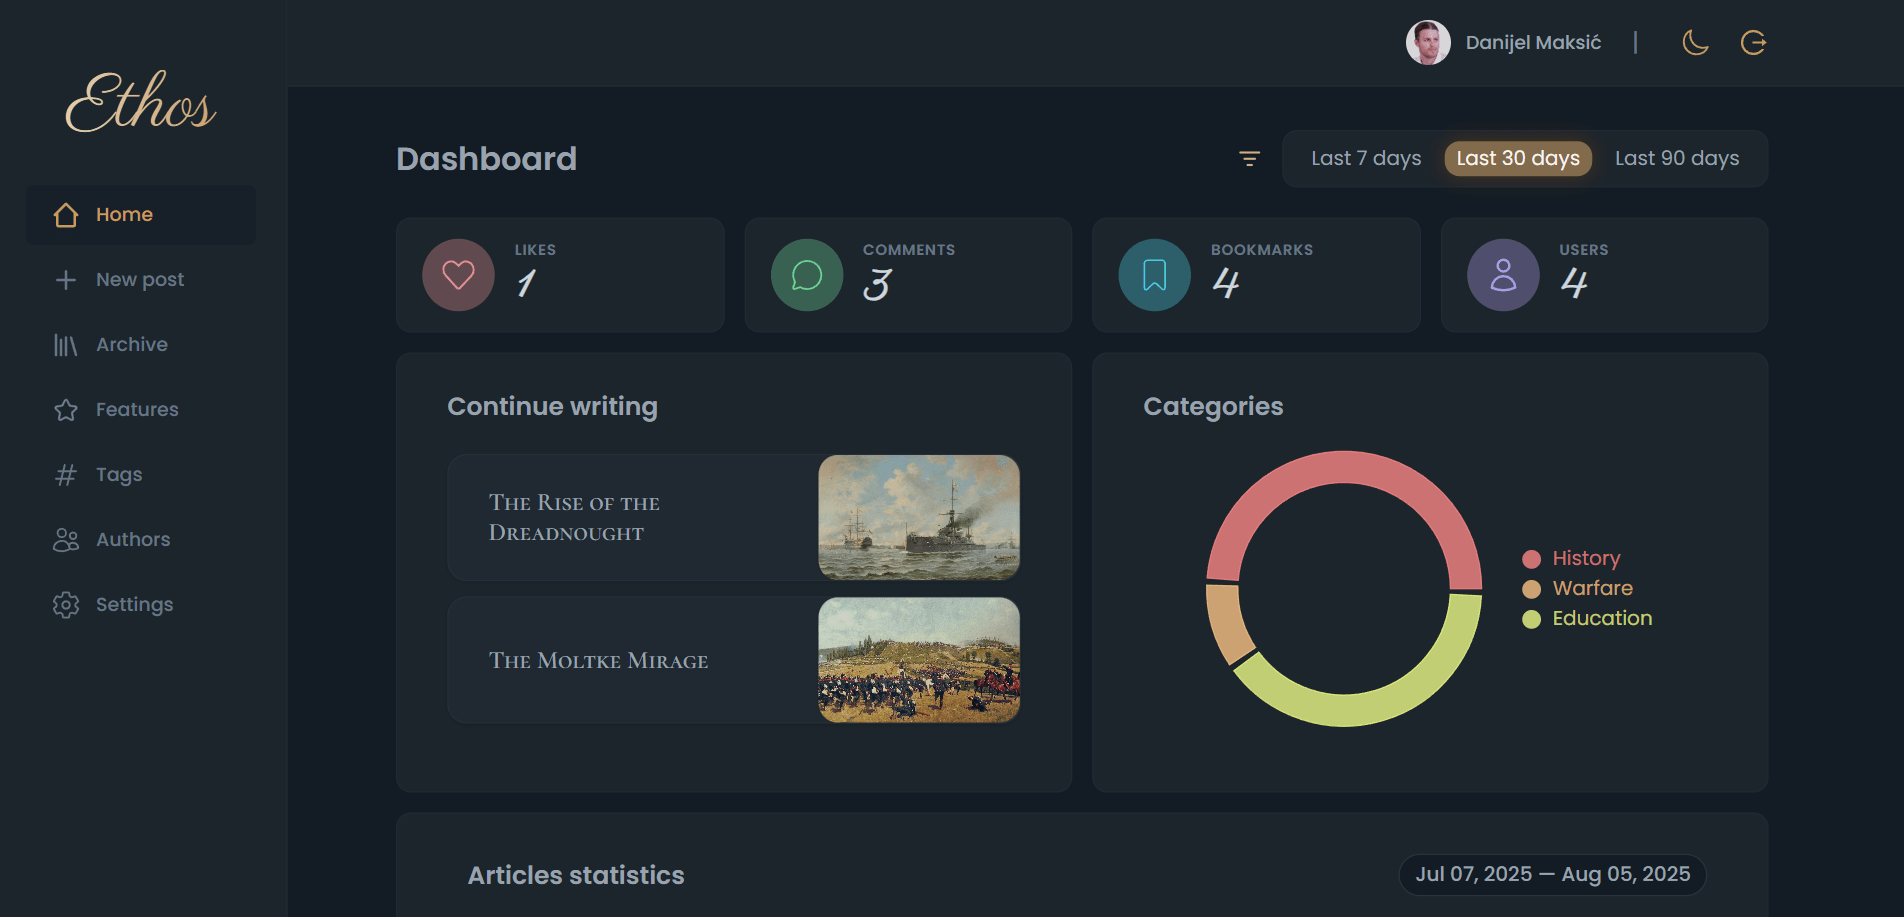 Ethos
Home
New post
Archive
Features
Tags
Authors
Settings
Danijel Maksić |
Dashboard
Last 7 days
Last 30 days
Last 90 days
LIKES
1
COMMENTS
3
BOOKMARKS
4
USERS
4
Continue writing
The Rise of the
Dreadnought
The Moltke Mirage
Categories
History
Warfare
Education
Articles statistics
Jul 07, 2025 — Aug 05, 2025